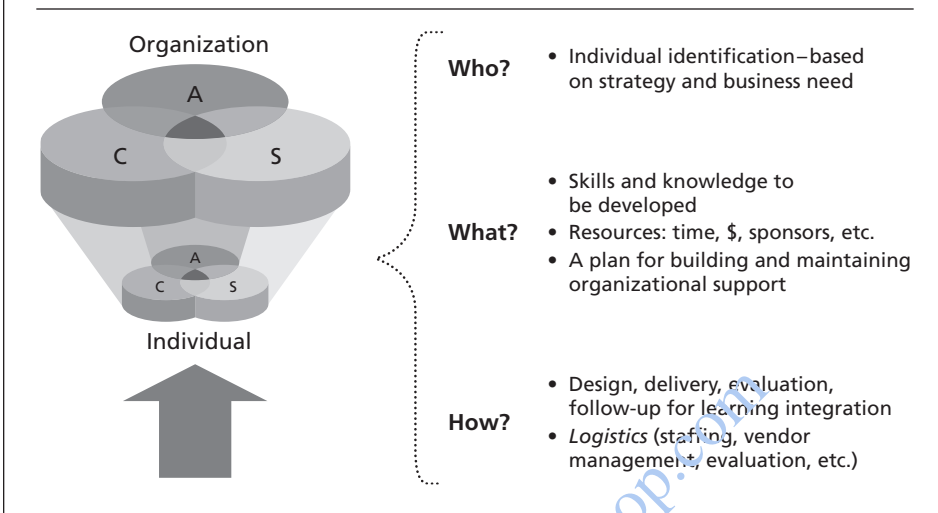 Organization
A
C
S
A
C
S
Individual
Who?
• Individual identification–based
on strategy and business need
What?
• Skills and knowledge to
be developed
• Resources: time, $, sponsors, etc.
• A plan for building and maintaining
organizational support
How?
• Design, delivery, evaluation,
follow-up for learning integration
• Logistics (staffing, vendor
management, evaluation, etc.)
op.com